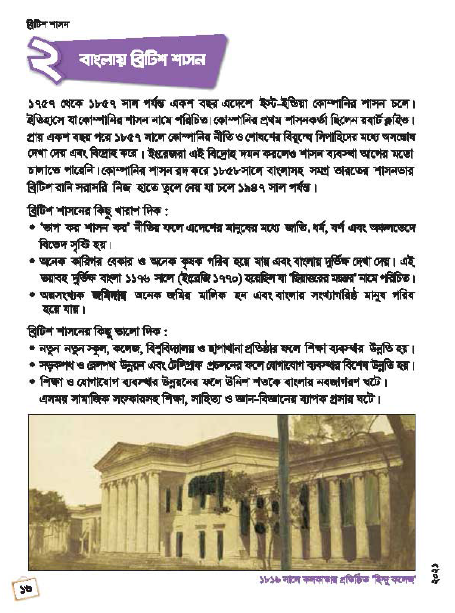 ব্রিটিশ শাসন
২
বাংলায় ব্রিটিশ শাসন
১৭৫৭ থেকে ১৮৫৭ সাল পর্যন্ত একশ বছর এদেশে ইস্ট-ইন্ডিয়া কোম্পানির শাসন চলে।
ইতিহাসে যা কোম্পানির শাসন নামে পরিচিত। কোম্পানির প্রথম শাসনকর্তা ছিলেন রবার্ট ক্লাইভ।
প্রায় একশ বছর পরে ১৮৫৭ সালে কোম্পানির নীতি ও শোষণের বিরুদ্ধে সিপাহিদের মধ্যে অসন্তোষ
দেখা দেয় এবং বিদ্রোহ করে। ইংরেজরা এই বিদ্রোহ দমন করলেও শাসন ব্যবস্থা আগের মতো
চালাতে পারেনি। কোম্পানির শাসন রদ করে ১৮৫৮ সালে বাংলাসহ সমগ্র ভারতের শাসনভার
ব্রিটিশ রানি সরাসরি নিজ হাতে তুলে নেয় যা চলে ১৯৪৭ সাল পর্যন্ত।
ব্রিটিশ শাসনের কিছু খারাপ দিক :
• 'ভাগ কর শাসন কর' নীতির ফলে এদেশের মানুষের মধ্যে জাতি, ধর্ম, বর্ণ এবং অঞ্চলভেদে
বিভেদ সৃষ্টি হয়।
• অনেক কারিগর বেকার ও অনেক কৃষক গরিব হয়ে যায় এবং বাংলায় দুর্ভিক্ষ দেখা দেয়। এই
ভয়াবহ দুর্ভিক্ষ বাংলা ১১৭৬ সালে (ইংরেজি ১৭৭০) হয়েছিল যা 'ছিয়াত্তরের মন্বন্তর' নামে পরিচিত।
• অল্পসংখ্যক জমিদার অনেক জমির মালিক হন এবং বাংলার সংখ্যাগরিষ্ঠ মানুষ গরিব
হয়ে যায়।
ব্রিটিশ শাসনের কিছু ভালো দিক :
• নতুন নতুন স্কুল, কলেজ, বিশ্ববিদ্যালয় ও ছাপাখানা প্রতিষ্ঠার ফলে শিক্ষা ব্যবস্থার উন্নতি হয়।
• সড়কপথ ও রেলপথ উন্নয়ন এবং টেলিগ্রাফ প্রচলনের ফলে যোগাযোগ ব্যবস্থার বিশেষ উন্নতি হয়।
• শিক্ষা ও যোগাযোগ ব্যবস্থার উন্নয়নের ফলে উনিশ শতকে বাংলার নবজাগরণ ঘটে।
এসময় সামাজিক সংস্কারসহ শিক্ষা, সাহিত্য ও জ্ঞান-বিজ্ঞানের ব্যাপক প্রসার ঘটে।
১৮১৬ সালে কলকাতার প্রতিষ্ঠিত 'হিন্দু কলেজ'
১৬
২০২১